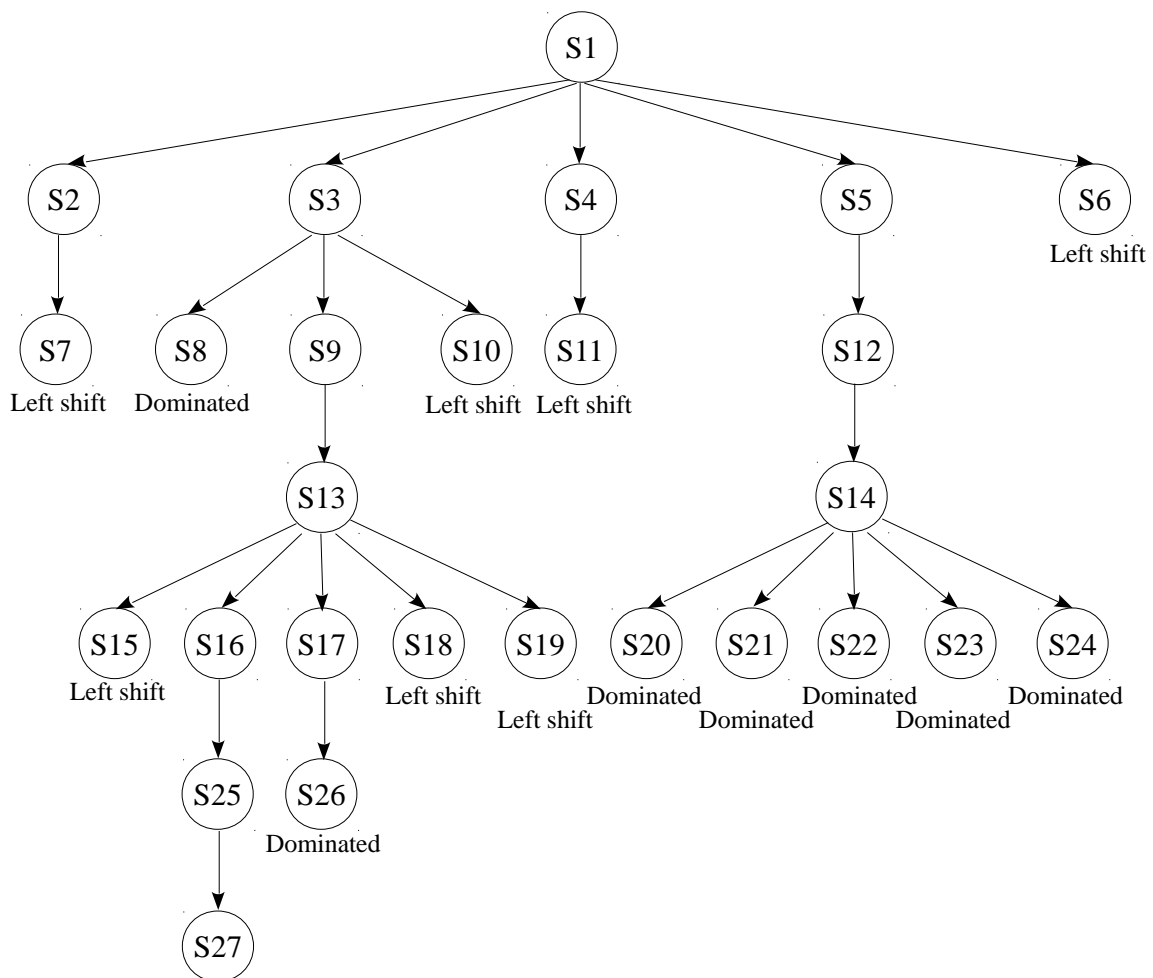 S1
S2
S3
S4
S5
S6
Left shift
S7
S8
S9
S10
S11
S12
Left shift
Dominated
Left shift
Left shift
S13
S14
S15
S16
S17
S18
S19
S20
S21
S22
S23
S24
Left shift
Left shift
Left shift
Dominated
Dominated
Dominated
Dominated
Dominated
S25
S26
Dominated
S27